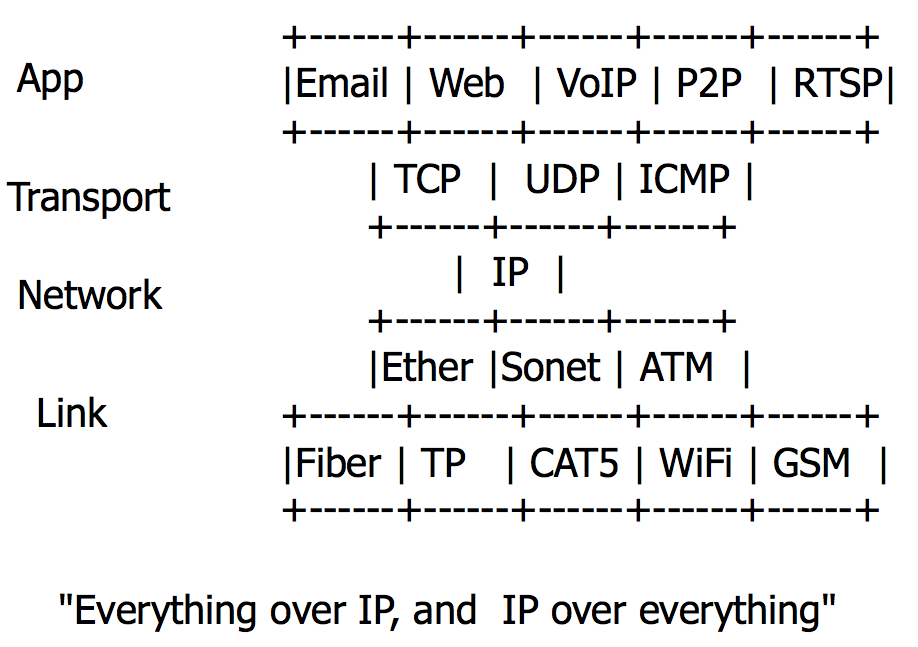 +------+------+------+------+------+
App |Email | Web | VoIP | P2P | RTSP|
+------+------+------+------+------+
Transport | TCP | UDP | ICMP |
+------+------+------+
Network | IP |
+------+------+------+
|Ether |Sonet | ATM |
Link
+------+------+------+------+------+
|Fiber | TP | CAT5 | WiFi | GSM |
+------+------+------+------+------+
"Everything over IP, and IP over everything"